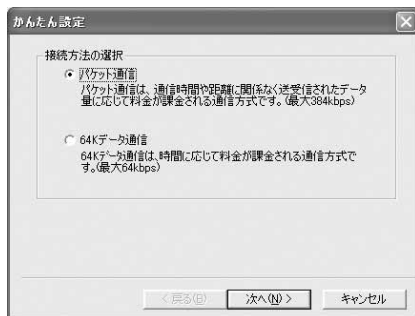 かんたん設定
接続方法の選択
パケット通信
パケット通信は、通信時間や距離に関係なく送受信されたデータ
量に応じて料金が課金される通信方式です。(最大384kbps)
64Kデータ通信
64Kデータ通信は、時間に応じて料金が課金される通信方式で
す。(最大64kbps)
< 戻る(B)
次へ(N) >
キャンセル